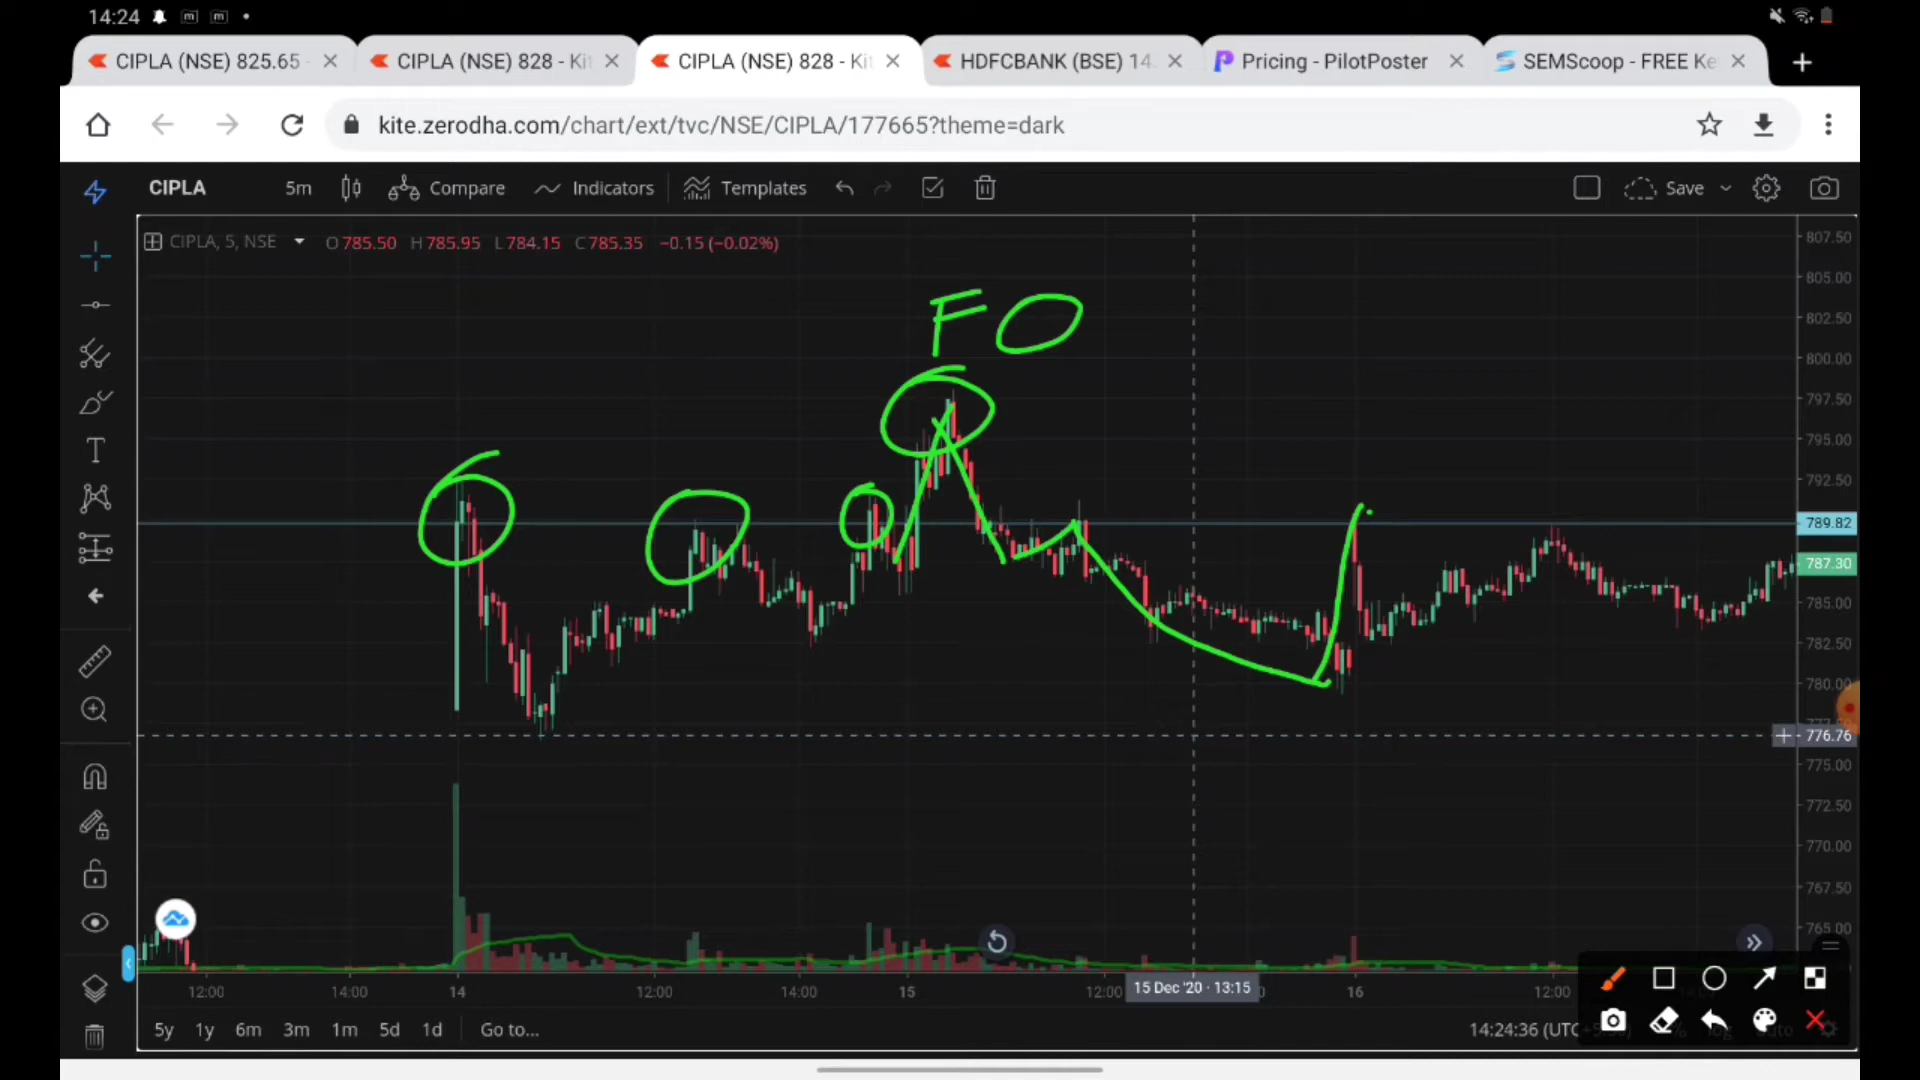 14:24
CIPLA (NSE) 825.65
CIPLA (NSE) 828 - Ki
CIPLA (NSE) 828 - Kit
HDFCBANK (BSE) 14
Pricing - PilotPoster
SEMScoop - FREE Ke
kite.zerodha.com/chart/ext/tvc/NSE/CIPLA/177665?theme=dark
CIPLA 5m Compare Indicators Templates Save
CIPLA, 5, NSE O 785.50 H 785.95 L 784.15 C 785.35 −0.15 (−0.02%)
FO
807.50
805.00
802.50
800.00
797.50
795.00
792.50
789.82
787.30
785.00
782.50
780.00
776.76
775.00
772.50
770.00
767.50
765.00
12:00 14:00 14 12:00 14:00 15 12:00 15 Dec '20 · 13:15 16 12:00
5y 1y 6m 3m 1m 5d 1d Go to... 14:24:36 (UTC